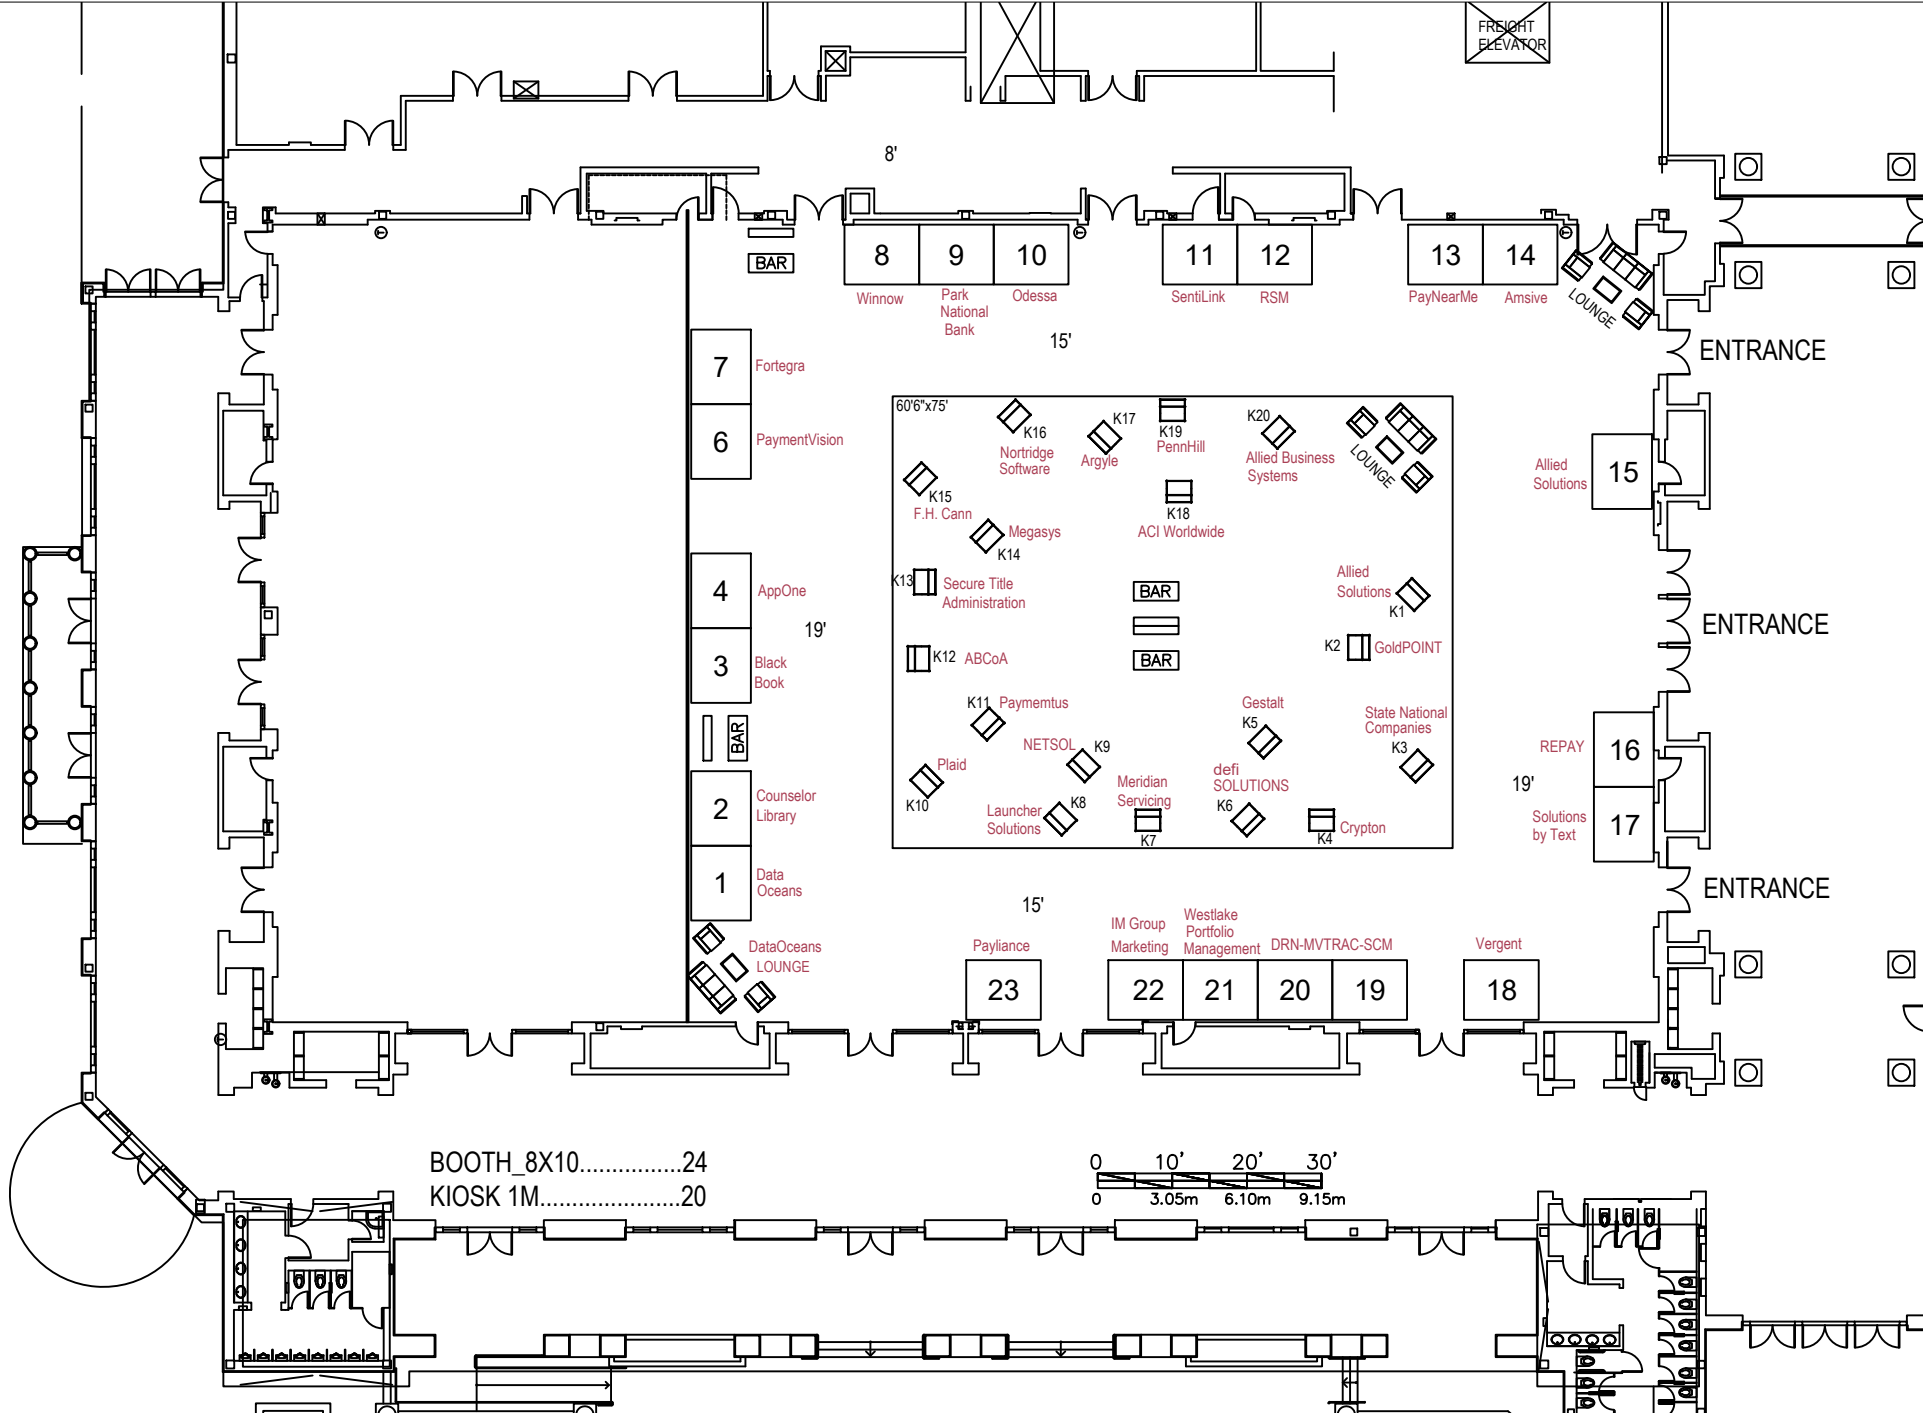 FREIGHT
ELEVATOR
8'
BAR
8
9
10
11
12
13
14
Winnow
Park
National
Bank
Odessa
SentiLink
RSM
PayNearMe
Amsive
LOUNGE
15'
ENTRANCE
7
Fortegra
6
PaymentVision
60'6"x75'
K16
Nortridge
Software
K17
Argyle
K19
PennHill
K20
Allied Business
Systems
LOUNGE
Allied
Solutions
15
K15
F.H. Cann
K18
ACI Worldwide
Megasys
K14
K13
Secure Title
Administration
BAR
BAR
Allied
Solutions
K1
4
AppOne
19'
3
Black
Book
K12
ABCoA
K2
GoldPOINT
ENTRANCE
K11
Paymemtus
NETSOL
K9
Gestalt
K5
State National
Companies
K3
BAR
REPAY
16
19'
Plaid
K10
Meridian
Servicing
K7
defi
SOLUTIONS
K6
2
Counselor
Library
Launcher
Solutions
K8
K4
Crypton
Solutions
by Text
17
1
Data
Oceans
15'
ENTRANCE
DataOceans
LOUNGE
Payliance
IM Group
Marketing
Westlake
Portfolio
Management
DRN-MVTRAC-SCM
Vergent
23
22
21
20
19
18
BOOTH_8X10................24
KIOSK 1M......................20
0 10' 20' 30'
0 3.05m 6.10m 9.15m